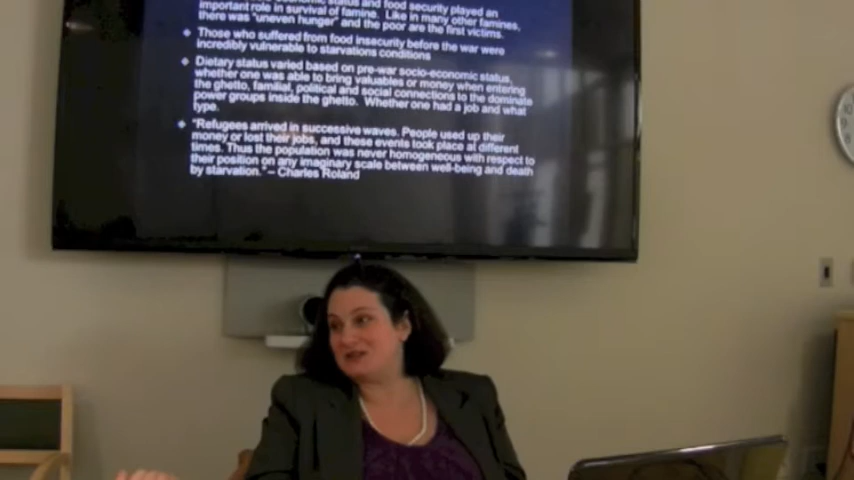 status and food security played an
important role in survival of famine. Like in many other famines,
there was "uneven hunger" and the poor are the first victims.
Those who suffered from food insecurity before the war were
incredibly vulnerable to starvations conditions
Dietary status varied based on pre-war socio-economic status,
whether one was able to bring valuables or money when entering
the ghetto, familial, political and social connections to the dominate
power groups inside the ghetto. Whether one had a job and what
type.
"Refugees arrived in successive waves. People used up their
money or lost their jobs, and these events took place at different
times. Thus the population was never homogeneous with respect to
their position on any imaginary scale between well-being and death
by starvation." – Charles Roland